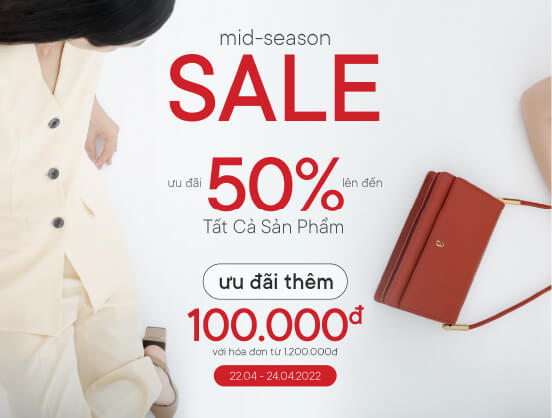 mid-season
SALE
ưu đãi 50% lên đến
Tất Cả Sản Phẩm
ưu đãi thêm
100.000đ
với hóa đơn từ 1.200.000đ
22.04 - 24.04.2022